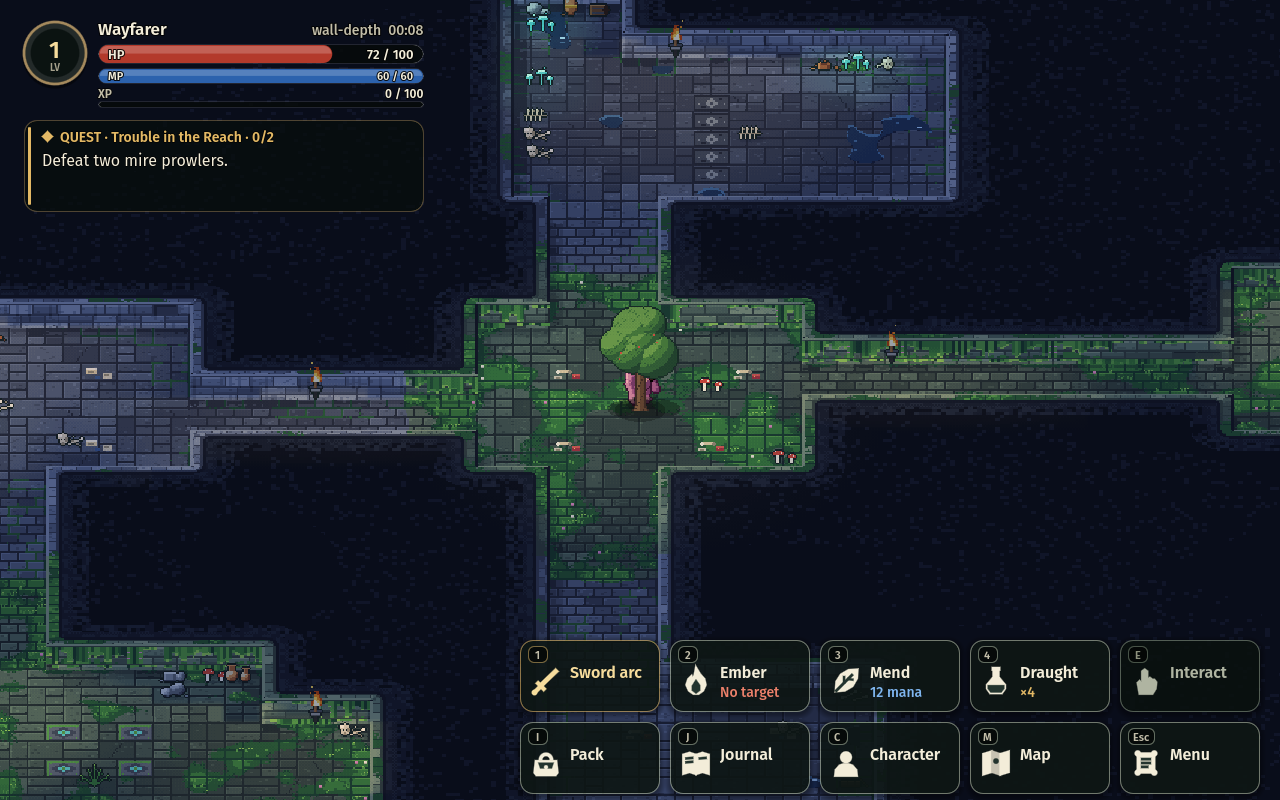 Wayfarer
wall-depth 00:08
1
LV
HP 72 / 100
MP 60 / 60
XP 0 / 100
◆ QUEST · Trouble in the Reach · 0/2
Defeat two mire prowlers.
1 Sword arc
2 Ember
No target
3 Mend
12 mana
4 Draught
×4
E Interact
I Pack
J Journal
C Character
M Map
Esc Menu